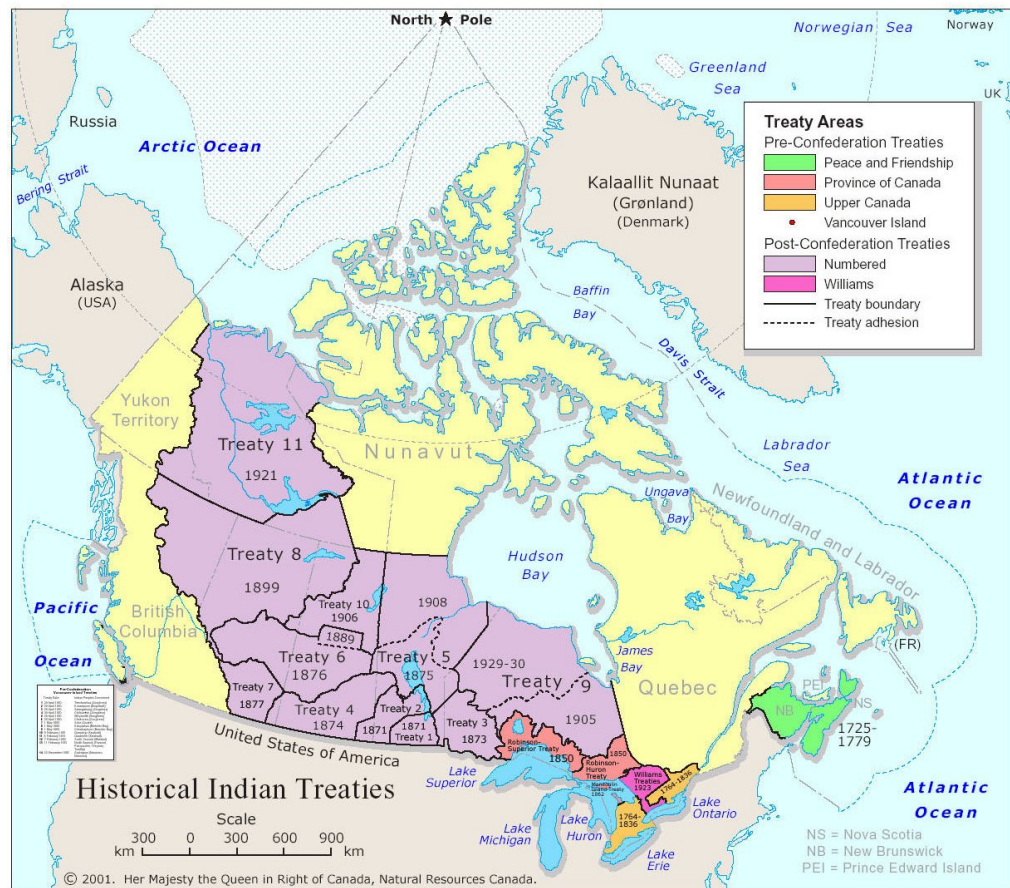 North Pole
Norwegian Sea
Norway
Greenland
Sea
UK
Russia
Arctic Ocean
Bering Strait
Kalaallit Nunaat
(Grønland)
(Denmark)
Alaska
(USA)
Treaty Areas
Pre-Confederation Treaties
Peace and Friendship
Province of Canada
Upper Canada
Vancouver Island
Post-Confederation Treaties
Numbered
Williams
Treaty boundary
Treaty adhesion
Baffin
Bay
Davis Strait
Yukon
Territory
Treaty 11
1921
Nunavut
Labrador
Sea
Atlantic
Ocean
Ungava
Bay
Newfoundland and Labrador
Hudson
Bay
Treaty 8
1899
Pacific
Ocean
British
Columbia
Treaty 10
1906
1908
1889
Treaty 6
1876
Treaty 5
1875
1929-30
Treaty 9
1905
James
Bay
Quebec
(FR)
PEI
NB
NS
1725-
1779
Treaty 7
1877
Treaty 4
1874
Treaty 2
1871
1871
Treaty 1
Treaty 3
1873
United States of America
Robinson-
Superior Treaty
1850
1850
Robinson-
Huron
Treaty
Williams
Treaties
1923
1764-1836
1862
1764-
1836
Lake
Superior
Lake
Michigan
Lake
Huron
Lake
Ontario
Lake
Erie
Atlantic
Ocean
Historical Indian Treaties
Scale
300 0 300 600 900
km km
NS = Nova Scotia
NB = New Brunswick
PEI = Prince Edward Island
© 2001. Her Majesty the Queen in Right of Canada, Natural Resources Canada.